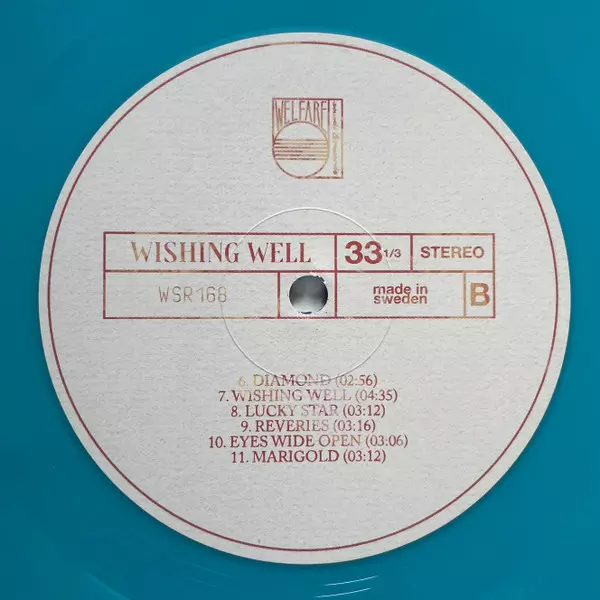 WELFARE
WISHING WELL
33 1/3
STEREO
WSR168
made in
sweden
B
6. DIAMOND (02:56)
7. WISHING WELL (04:35)
8. LUCKY STAR (03:12)
9. REVERIES (03:16)
10. EYES WIDE OPEN (03:06)
11. MARIGOLD (03:12)